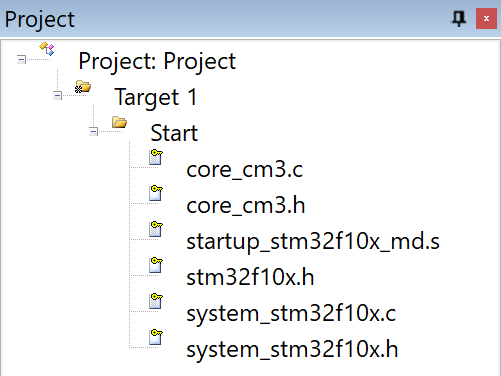 Project
Project: Project
Target 1
Start
core_cm3.c
core_cm3.h
startup_stm32f10x_md.s
stm32f10x.h
system_stm32f10x.c
system_stm32f10x.h